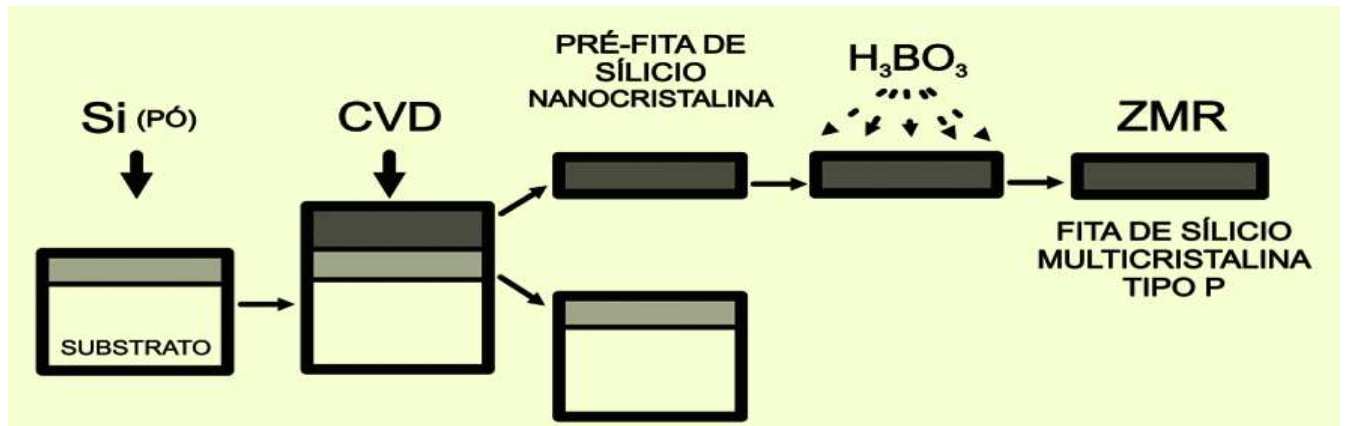 Si (PÓ)
SUBSTRATO
CVD
PRÉ-FITA DE
SÍLICIO
NANOCRISTALINA
H₃BO₃
ZMR
FITA DE SÍLICIO
MULTICRISTALINA
TIPO P